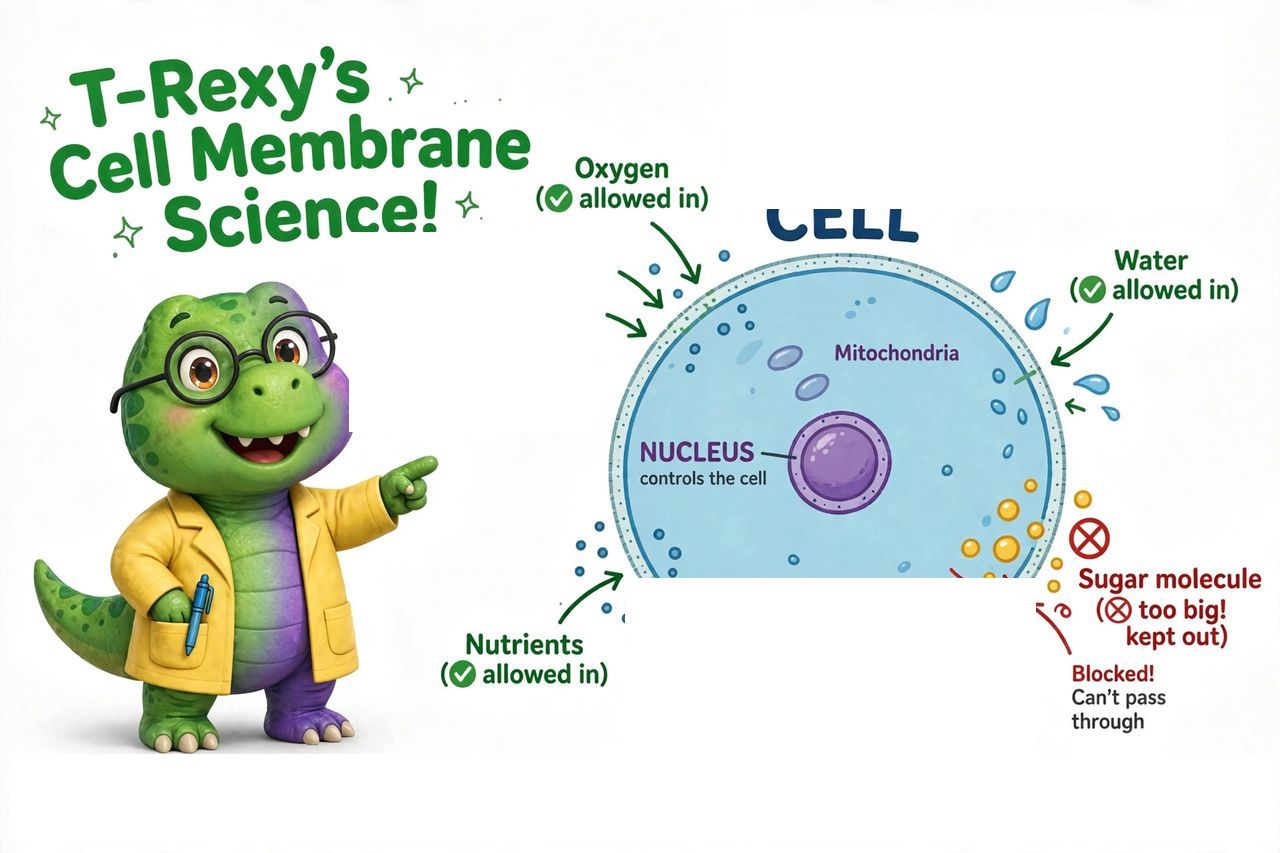 T-Rexy's
Cell Membrane
Science!
Oxygen
(✓ allowed in)
CELL
Water
(✓ allowed in)
Mitochondria
NUCLEUS
controls the cell
Sugar molecule
(⊗ too big!
kept out)
Nutrients
(✓ allowed in)
Blocked!
Can't pass
through